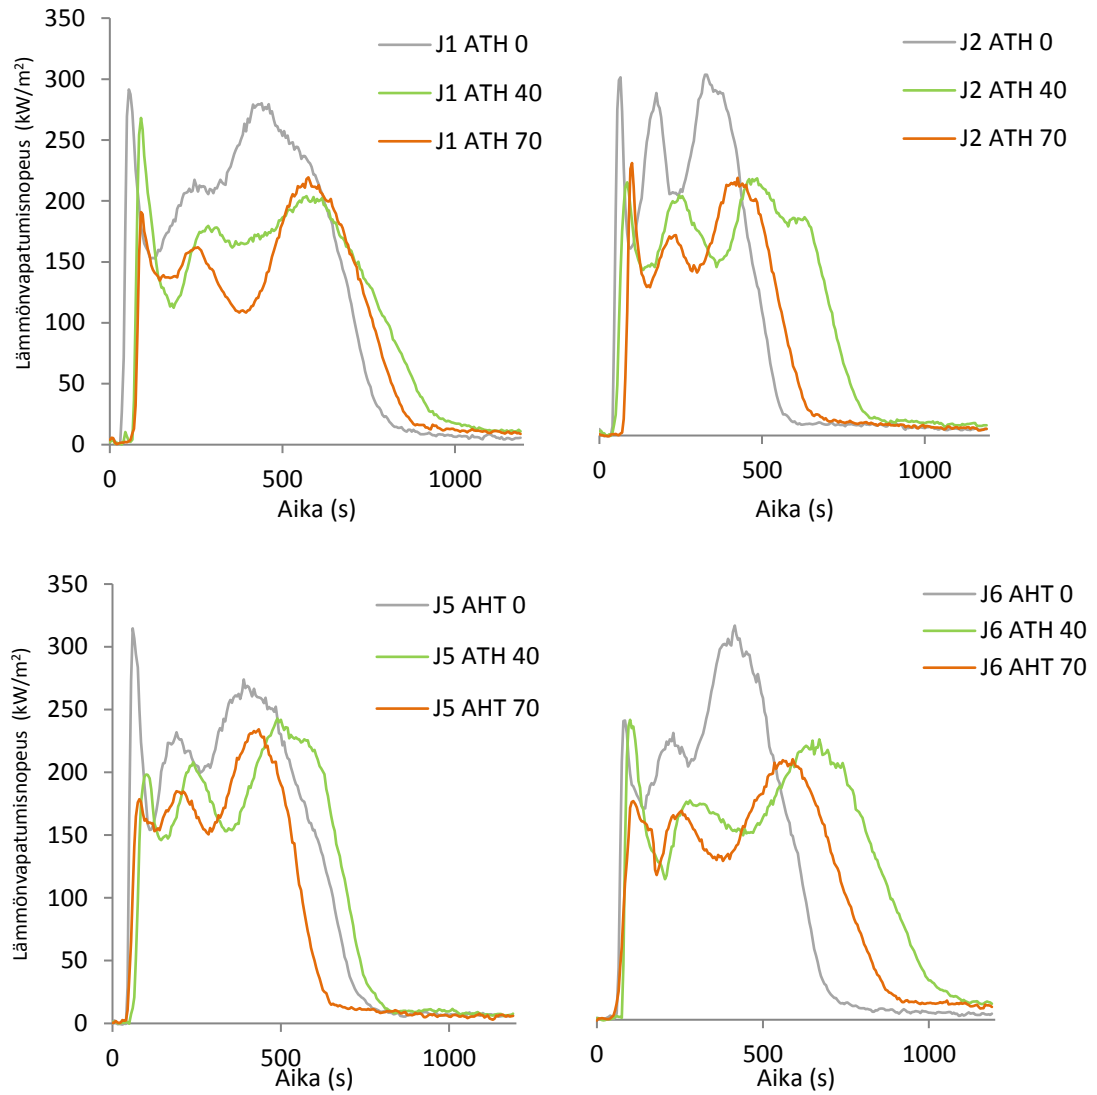 Lämmönvapatumisnopeus (kW/m²)
350
300
250
200
150
100
50
0
0 500 1000
Aika (s)
J1 ATH 0
J1 ATH 40
J1 ATH 70
0 500 1000
Aika (s)
J2 ATH 0
J2 ATH 40
J2 ATH 70
Lämmönvapatumisnopeus (kW/m²)
350
300
250
200
150
100
50
0
0 500 1000
Aika (s)
J5 AHT 0
J5 ATH 40
J5 AHT 70
0 500 1000
Aika (s)
J6 AHT 0
J6 ATH 40
J6 AHT 70